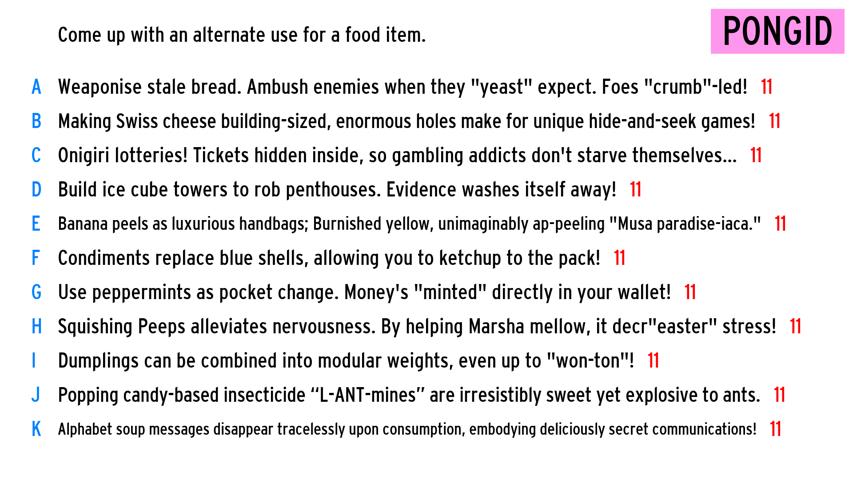 Come up with an alternate use for a food item.
PONGID
A Weaponise stale bread. Ambush enemies when they "yeast" expect. Foes "crumb"-led! 11
B Making Swiss cheese building-sized, enormous holes make for unique hide-and-seek games! 11
C Onigiri lotteries! Tickets hidden inside, so gambling addicts don't starve themselves... 11
D Build ice cube towers to rob penthouses. Evidence washes itself away! 11
E Banana peels as luxurious handbags; Burnished yellow, unimaginably ap-peeling "Musa paradise-iaca." 11
F Condiments replace blue shells, allowing you to ketchup to the pack! 11
G Use peppermints as pocket change. Money's "minted" directly in your wallet! 11
H Squishing Peeps alleviates nervousness. By helping Marsha mellow, it decr"easter" stress! 11
I Dumplings can be combined into modular weights, even up to "won-ton"! 11
J Popping candy-based insecticide “L-ANT-mines” are irresistibly sweet yet explosive to ants. 11
K Alphabet soup messages disappear tracelessly upon consumption, embodying deliciously secret communications! 11